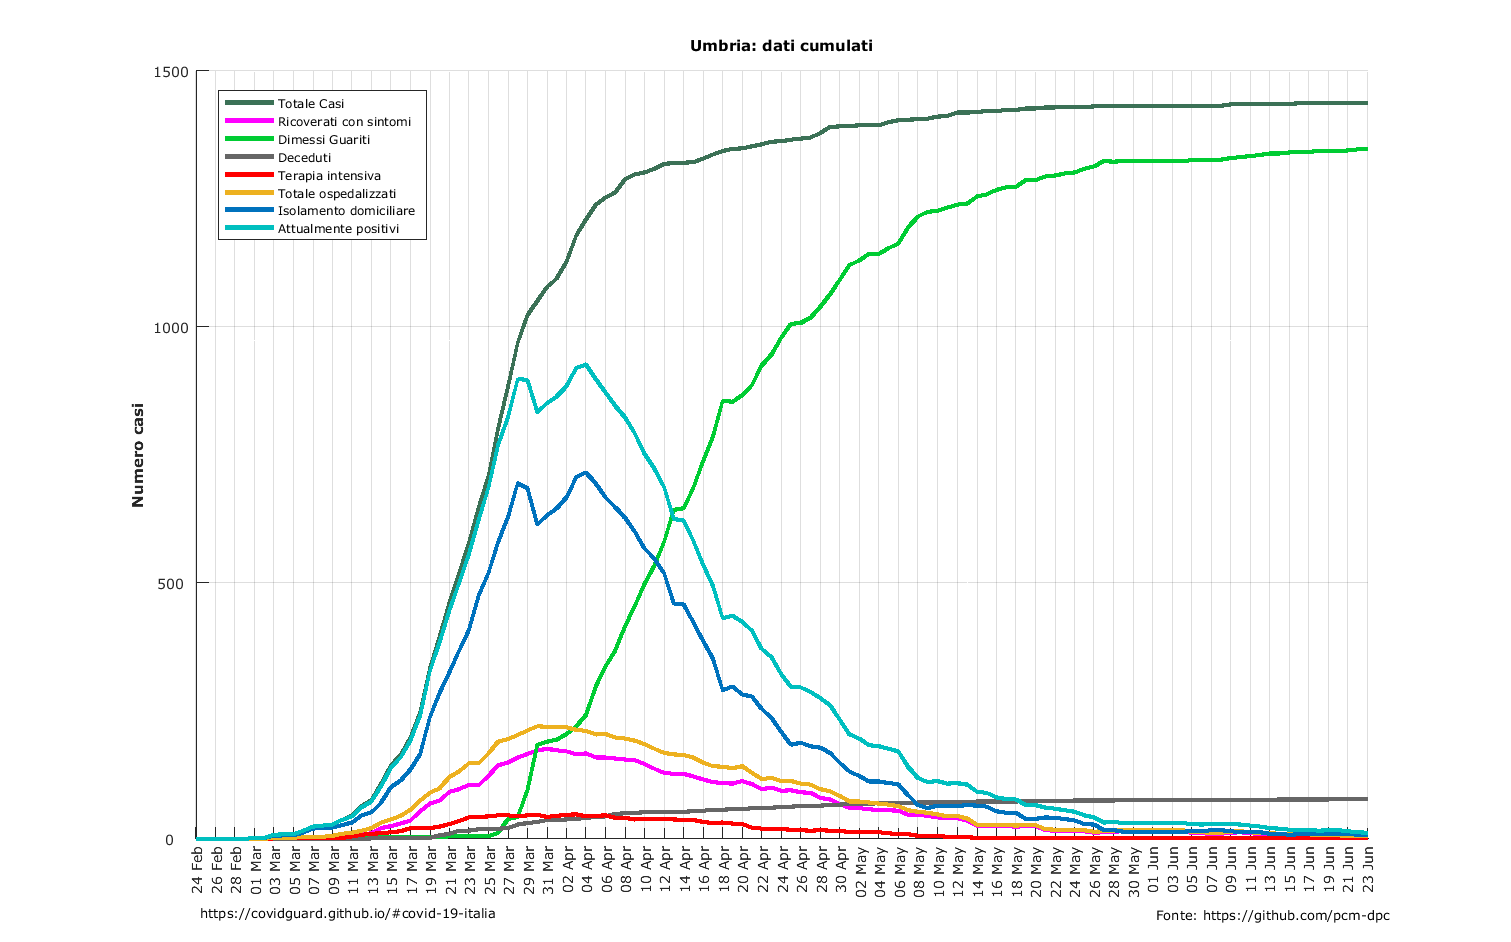 Umbria: dati cumulati
1500
1000
500
0
Numero casi
Totale Casi
Ricoverati con sintomi
Dimessi Guariti
Deceduti
Terapia intensiva
Totale ospedalizzati
Isolamento domiciliare
Attualmente positivi
24 Feb
26 Feb
28 Feb
01 Mar
03 Mar
05 Mar
07 Mar
09 Mar
11 Mar
13 Mar
15 Mar
17 Mar
19 Mar
21 Mar
23 Mar
25 Mar
27 Mar
29 Mar
31 Mar
02 Apr
04 Apr
06 Apr
08 Apr
10 Apr
12 Apr
14 Apr
16 Apr
18 Apr
20 Apr
22 Apr
24 Apr
26 Apr
28 Apr
30 Apr
02 May
04 May
06 May
08 May
10 May
12 May
14 May
16 May
18 May
20 May
22 May
24 May
26 May
28 May
30 May
01 Jun
03 Jun
05 Jun
07 Jun
09 Jun
11 Jun
13 Jun
15 Jun
17 Jun
19 Jun
21 Jun
23 Jun
https://covidguard.github.io/#covid-19-italia
Fonte: https://github.com/pcm-dpc